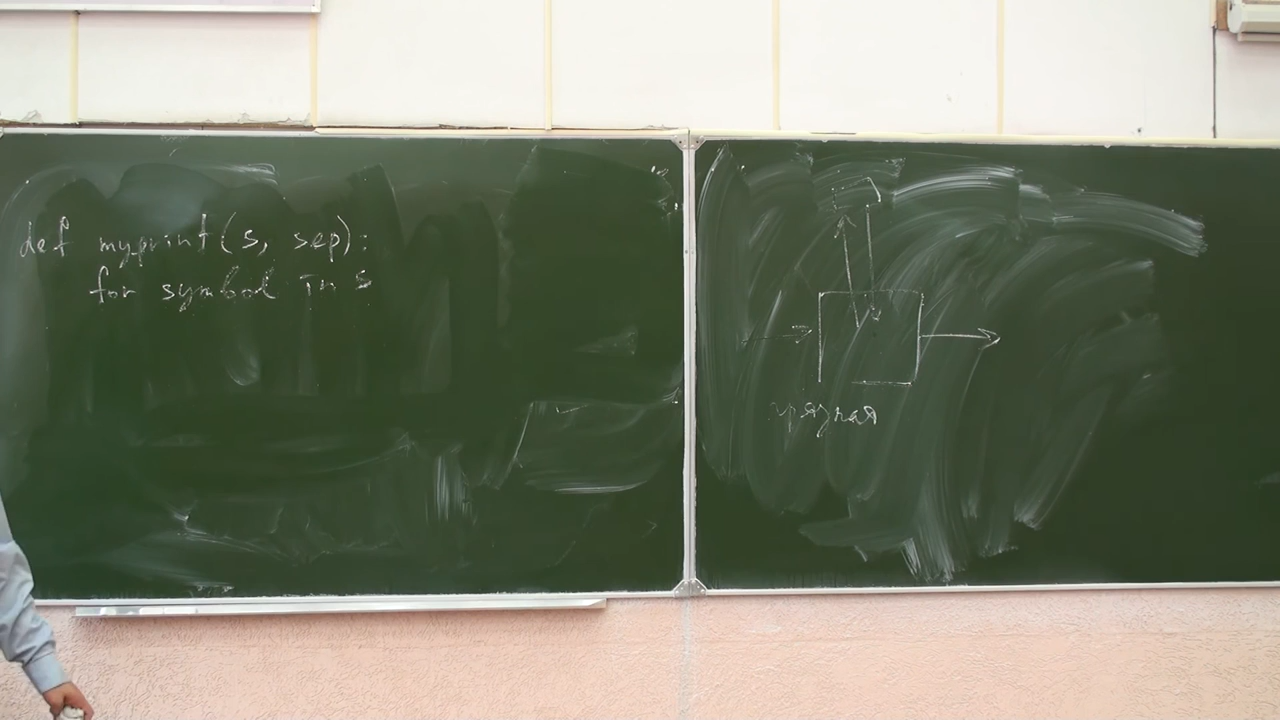 def myprint(s, sep):
    for symbol in s
грязная